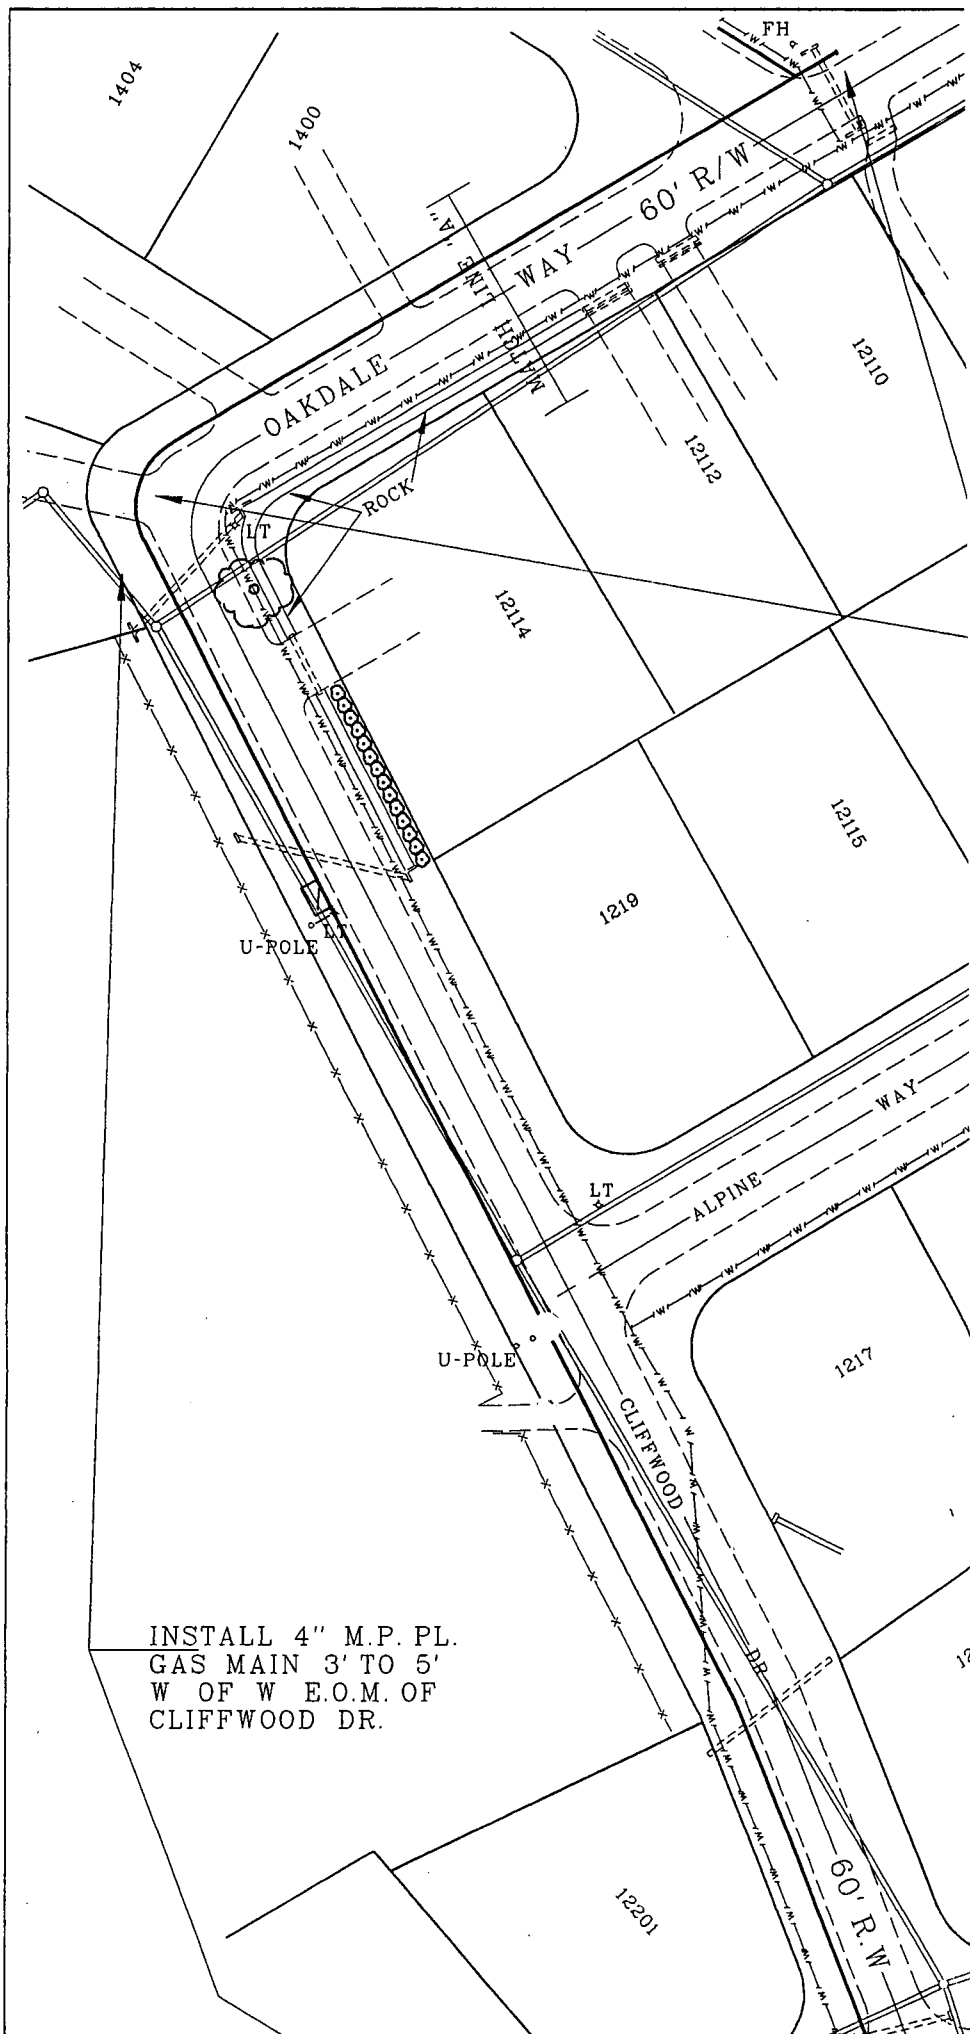 FH
1404
1400
60' R/W
WAY
OAKDALE
MATCH LINE "A"
12110
12112
ROCK
LT
12114
12115
1219
U-POLE
LT
WAY
ALPINE
LT
U-POLE
1217
CLIFFWOOD
DR
INSTALL 4" M.P. PL.
GAS MAIN 3' TO 5'
W OF W E.O.M. OF
CLIFFWOOD DR.
12201
60' R.W